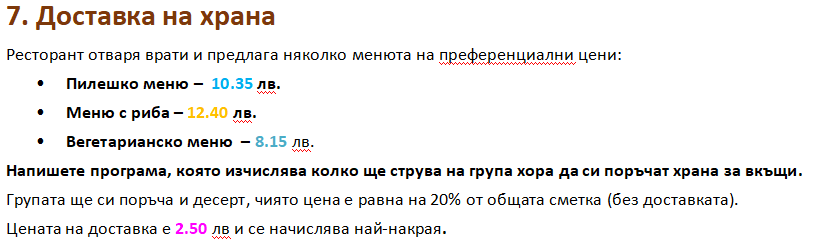 7. Доставка на храна
Ресторант отваря врати и предлага няколко менюта на преференциални цени:
• Пилешко меню – 10.35 лв.
• Меню с риба – 12.40 лв.
• Вегетарианско меню – 8.15 лв.
Напишете програма, която изчислява колко ще струва на група хора да си поръчат храна за вкъщи.
Групата ще си поръча и десерт, чиято цена е равна на 20% от общата сметка (без доставката).
Цената на доставка е 2.50 лв и се начислява най-накрая.